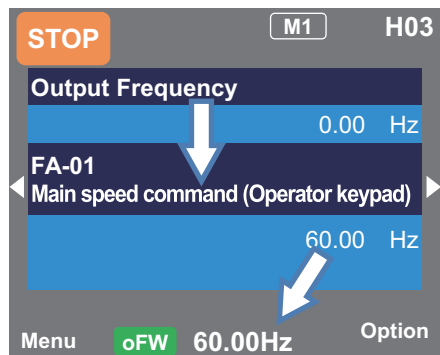 STOP M1 H03
Output Frequency
0.00 Hz
FA-01
Main speed command (Operator keypad)
60.00 Hz
Menu oFW 60.00Hz Option